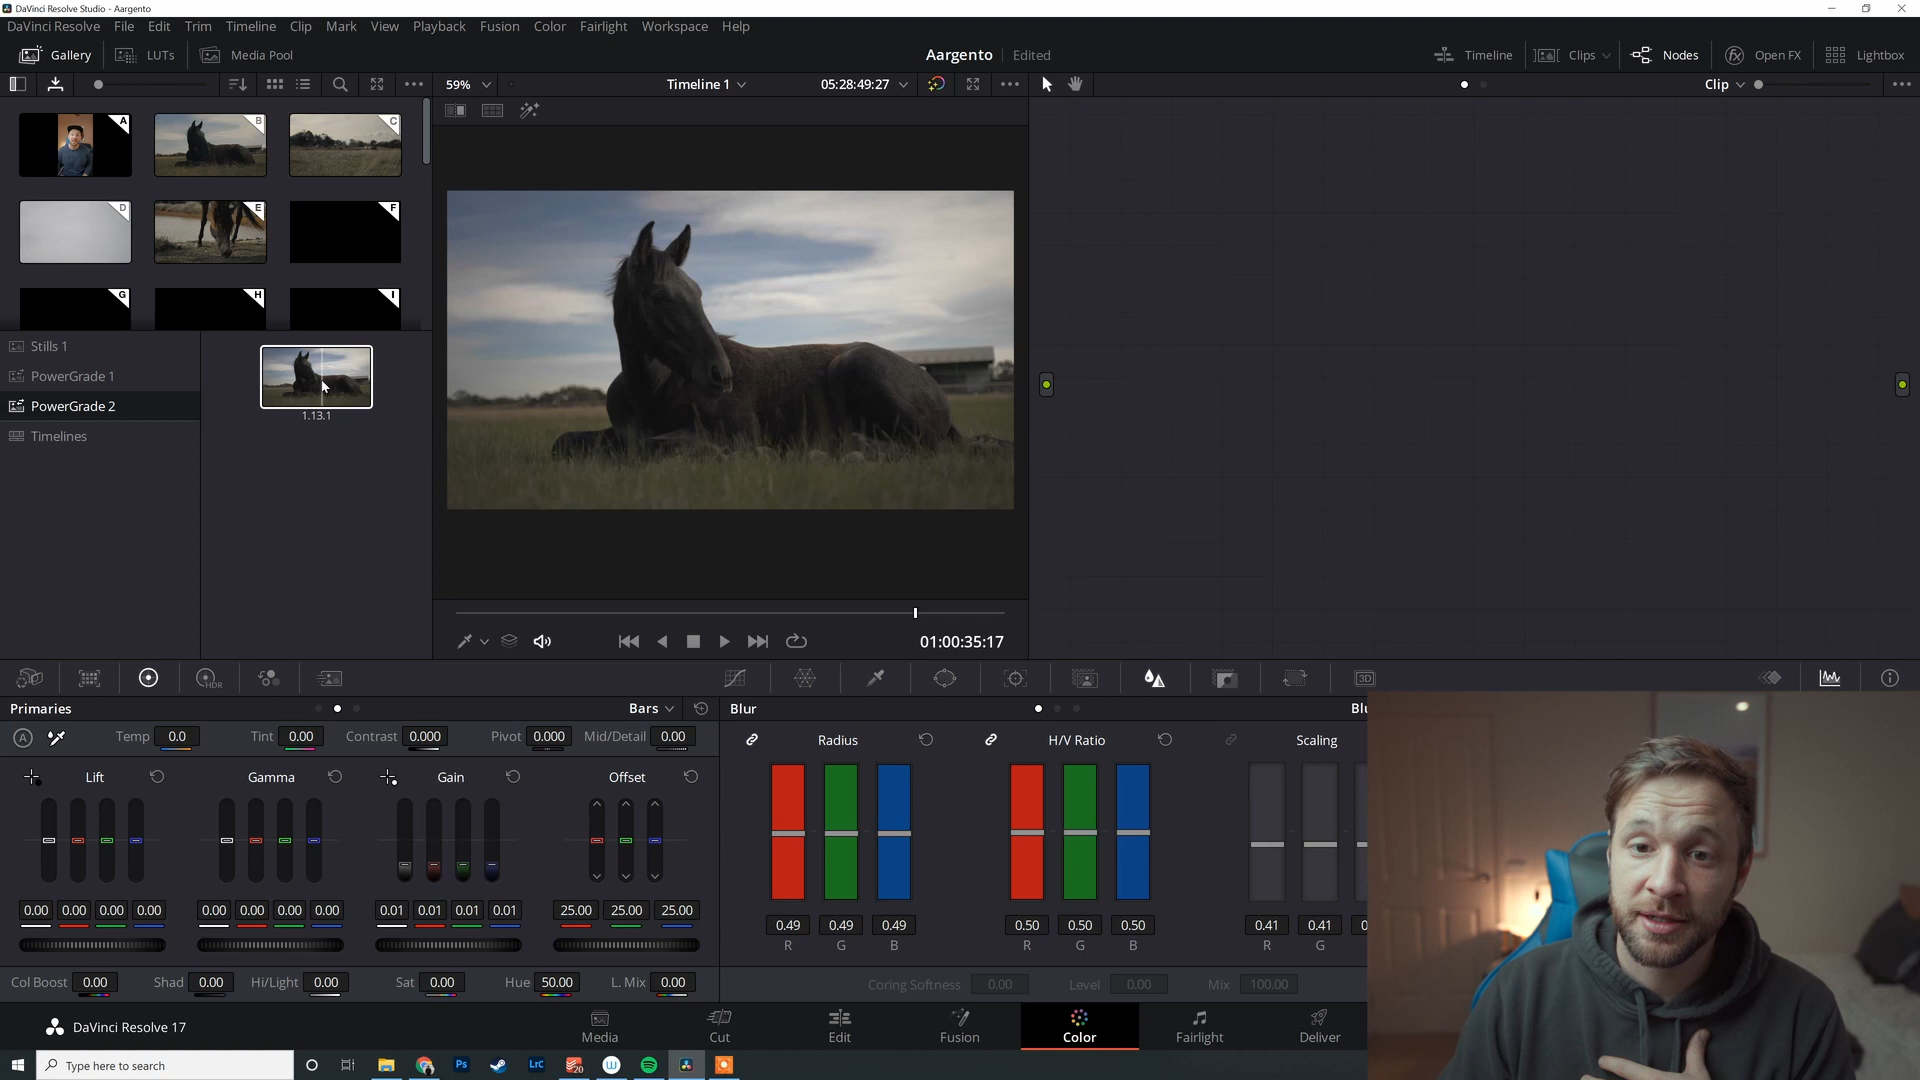 DaVinci Resolve Studio - Aargento
DaVinci Resolve File Edit Trim Timeline Clip Mark View Playback Fusion Color Fairlight Workspace Help
Gallery LUTs Media Pool Aargento Edited Timeline Clips Nodes Open FX Lightbox
59% Timeline 1 05:28:49:27 Clip
A B C
D E F
G H I
Stills 1
PowerGrade 1
PowerGrade 2
Timelines
1.13.1
01:00:35:17
HDR 3D
Primaries Bars Blur Blu
A Temp 0.0 Tint 0.00 Contrast 0.000 Pivot 0.000 Mid/Detail 0.00 Radius H/V Ratio Scaling
Lift Gamma Gain Offset
0.00 0.00 0.00 0.00 0.00 0.00 0.00 0.00 0.01 0.01 0.01 0.01 25.00 25.00 25.00
0.49 0.49 0.49 0.50 0.50 0.50 0.41 0.41 0
R G B R G B R G
Col Boost 0.00 Shad 0.00 Hi/Light 0.00 Sat 0.00 Hue 50.00 L. Mix 0.00 Coring Softness 0.00 Level 0.00 Mix 100.00
DaVinci Resolve 17 Media Cut Edit Fusion Color Fairlight Deliver
Type here to search Ps LrC 20 W